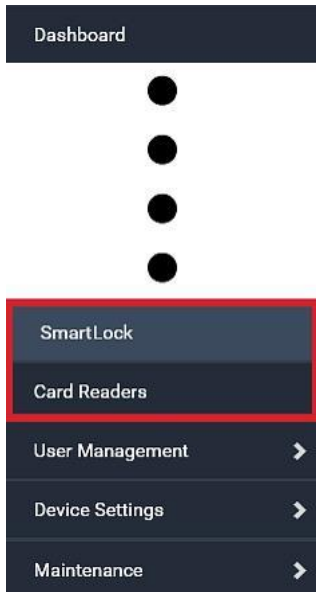 Dashboard
SmartLock
Card Readers
User Management
Device Settings
Maintenance